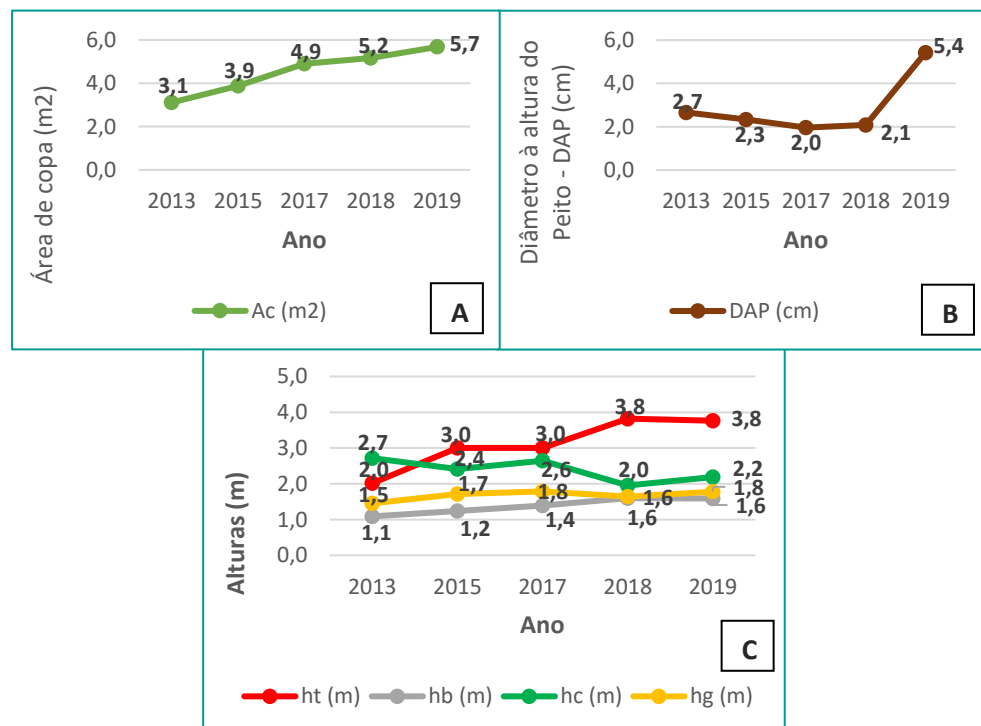 Área de copa (m2)
6,0
4,0
2,0
0,0
3,1
3,9
4,9
5,2
5,7
2013 2015 2017 2018 2019
Ano
Ac (m2)
A
Diâmetro à altura do
Peito - DAP (cm)
6,0
4,0
2,0
0,0
2,7
2,3
2,0
2,1
5,4
2013 2015 2017 2018 2019
Ano
DAP (cm)
B
Alturas (m)
5,0
4,0
3,0
2,0
1,0
0,0
2,0
3,0
3,0
3,8
3,8
2,7
2,4
2,6
2,0
2,2
1,5
1,7
1,8
1,6
1,8
1,1
1,2
1,4
1,6
1,6
2013 2015 2017 2018 2019
Ano
C
ht (m) hb (m) hc (m) hg (m)